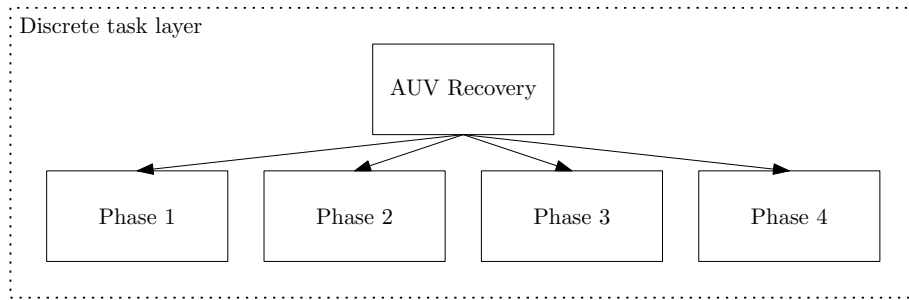 Discrete task layer
AUV Recovery
Phase 1
Phase 2
Phase 3
Phase 4